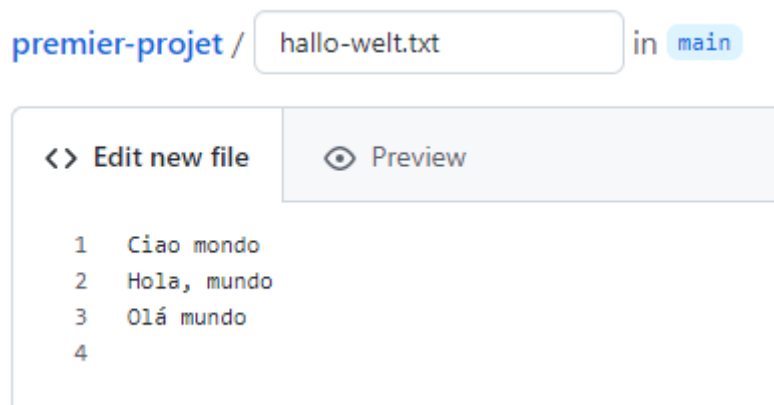 premier-projet / hallo-welt.txt in main
<> Edit new file Preview
1 Ciao mondo
2 Hola, mundo
3 Olá mundo
4